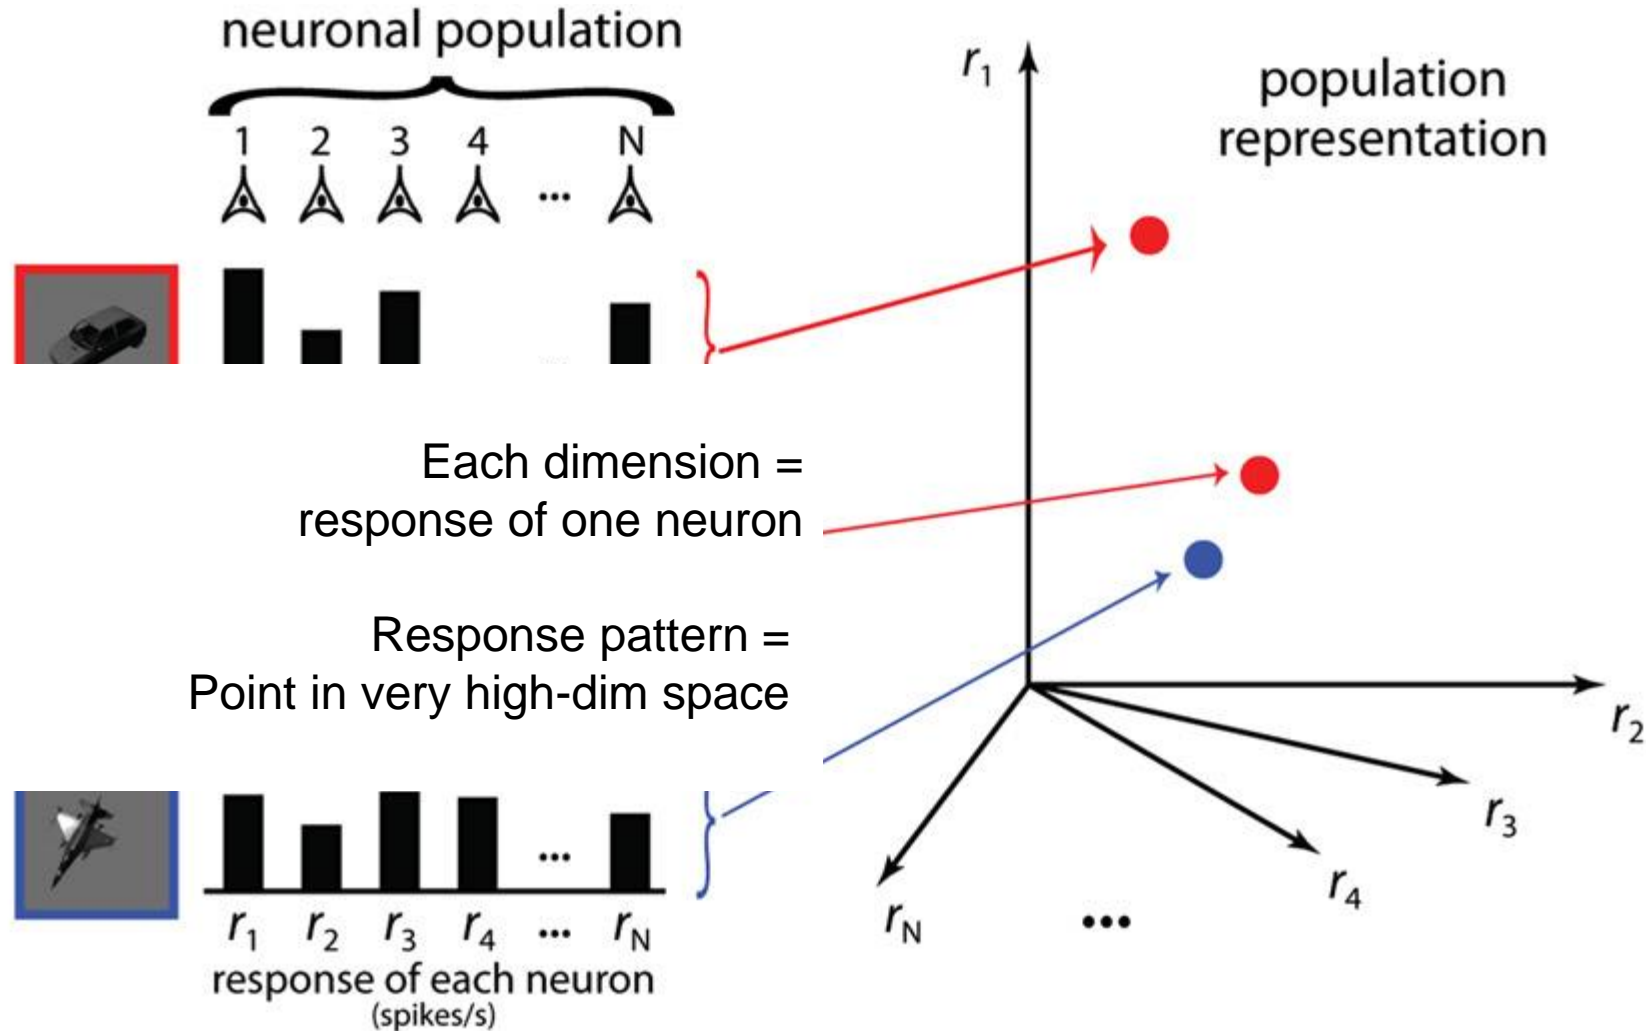 neuronal population
1 2 3 4 ... N
r1
population
representation
Each dimension =
response of one neuron
Response pattern =
Point in very high-dim space
r2
r3
r4
...
rN
...
r1 r2 r3 r4 ... rN
response of each neuron
(spikes/s)